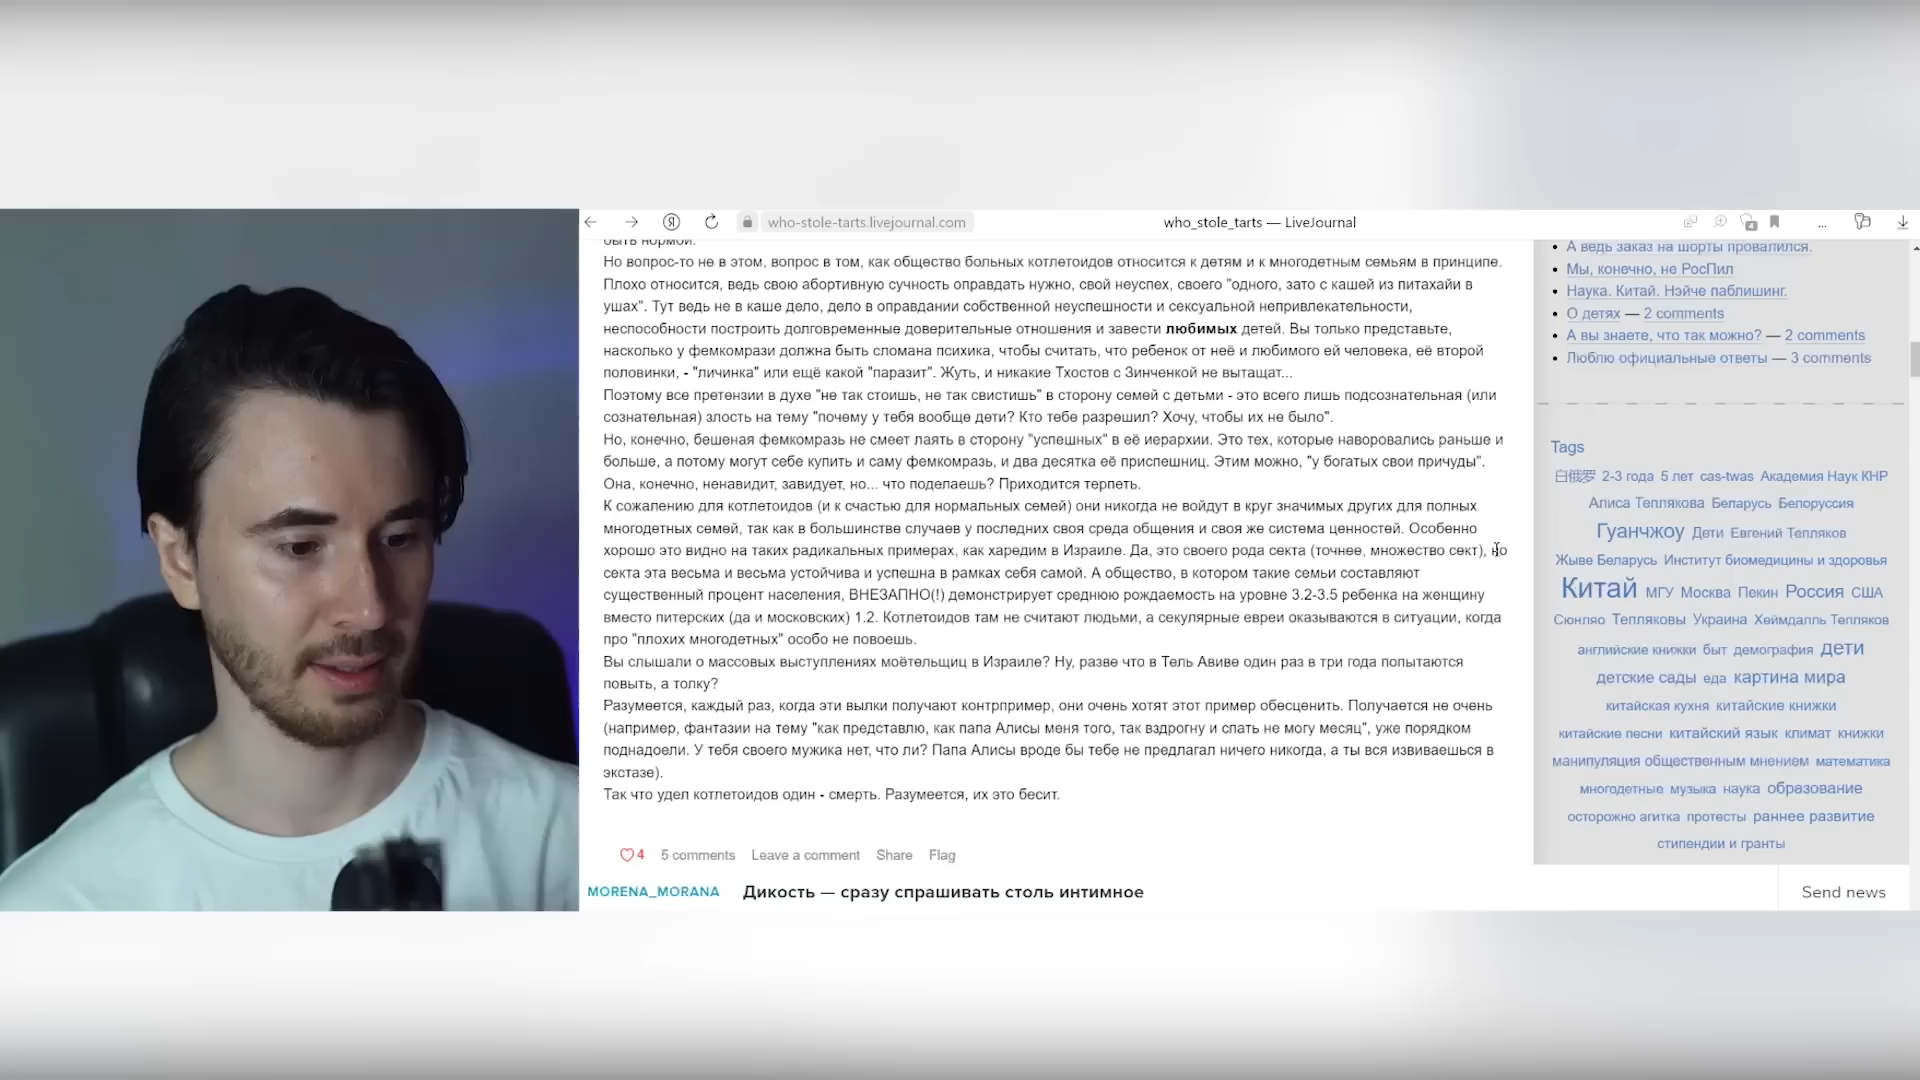 who-stole-tarts.livejournal.com
who_stole_tarts — LiveJournal
быть нормой.
Но вопрос-то не в этом, вопрос в том, как общество больных котлетоидов относится к детям и к многодетным семьям в принципе.
Плохо относится, ведь свою абортивную сучность оправдать нужно, свой неуспех, своего "одного, зато с кашей из питахайи в
ушах". Тут ведь не в каше дело, дело в оправдании собственной неуспешности и сексуальной непривлекательности,
неспособности построить долговременные доверительные отношения и завести любимых детей. Вы только представьте,
насколько у фемкомрази должна быть сломана психика, чтобы считать, что ребенок от неё и любимого ей человека, её второй
половинки, - "личинка" или ещё какой "паразит". Жуть, и никакие Тхостов с Зинченкой не вытащат...
Поэтому все претензии в духе "не так стоишь, не так свистишь" в сторону семей с детьми - это всего лишь подсознательная (или
сознательная) злость на тему "почему у тебя вообще дети? Кто тебе разрешил? Хочу, чтобы их не было".
Но, конечно, бешеная фемкомразь не смеет лаять в сторону "успешных" в её иерархии. Это тех, которые наворовались раньше и
больше, а потому могут себе купить и саму фемкомразь, и два десятка её приспешниц. Этим можно, "у богатых свои причуды".
Она, конечно, ненавидит, завидует, но... что поделаешь? Приходится терпеть.
К сожалению для котлетоидов (и к счастью для нормальных семей) они никогда не войдут в круг значимых других для полных
многодетных семей, так как в большинстве случаев у последних своя среда общения и своя же система ценностей. Особенно
хорошо это видно на таких радикальных примерах, как харедим в Израиле. Да, это своего рода секта (точнее, множество сект), но
секта эта весьма и весьма устойчива и успешна в рамках себя самой. А общество, в котором такие семьи составляют
существенный процент населения, ВНЕЗАПНО(!) демонстрирует среднюю рождаемость на уровне 3.2-3.5 ребенка на женщину
вместо питерских (да и московских) 1.2. Котлетоидов там не считают людьми, а секулярные евреи оказываются в ситуации, когда
про "плохих многодетных" особо не повоешь.
Вы слышали о массовых выступлениях моётельщиц в Израиле? Ну, разве что в Тель Авиве один раз в три года попытаются
повыть, а толку?
Разумеется, каждый раз, когда эти вылки получают контрпример, они очень хотят этот пример обесценить. Получается не очень
(например, фантазии на тему "как представлю, как папа Алисы меня того, так вздрогну и спать не могу месяц", уже порядком
поднадоели. У тебя своего мужика нет, что ли? Папа Алисы вроде бы тебе не предлагал ничего никогда, а ты вся извиваешься в
экстазе).
Так что удел котлетоидов один - смерть. Разумеется, их это бесит.
4 5 comments Leave a comment Share Flag
MORENA_MORANA Дикость — сразу спрашивать столь интимное
Send news
А ведь заказ на шорты провалился.
Мы, конечно, не РосПил
Наука. Китай. Нэйче паблишинг.
О детях — 2 comments
А вы знаете, что так можно? — 2 comments
Люблю официальные ответы — 3 comments
Tags
白俄罗 2-3 года 5 лет cas-twas Академия Наук КНР
Алиса Теплякова Беларусь Белоруссия
Гуанчжоу Дети Евгений Тепляков
Жыве Беларусь Институт биомедицины и здоровья
Китай МГУ Москва Пекин Россия США
Сюнляо Тепляковы Украина Хеймдалль Тепляков
английские книжки быт демография дети
детские сады еда картина мира
китайская кухня китайские книжки
китайские песни китайский язык климат книжки
манипуляция общественным мнением математика
многодетные музыка наука образование
осторожно агитка протесты раннее развитие
стипендии и гранты